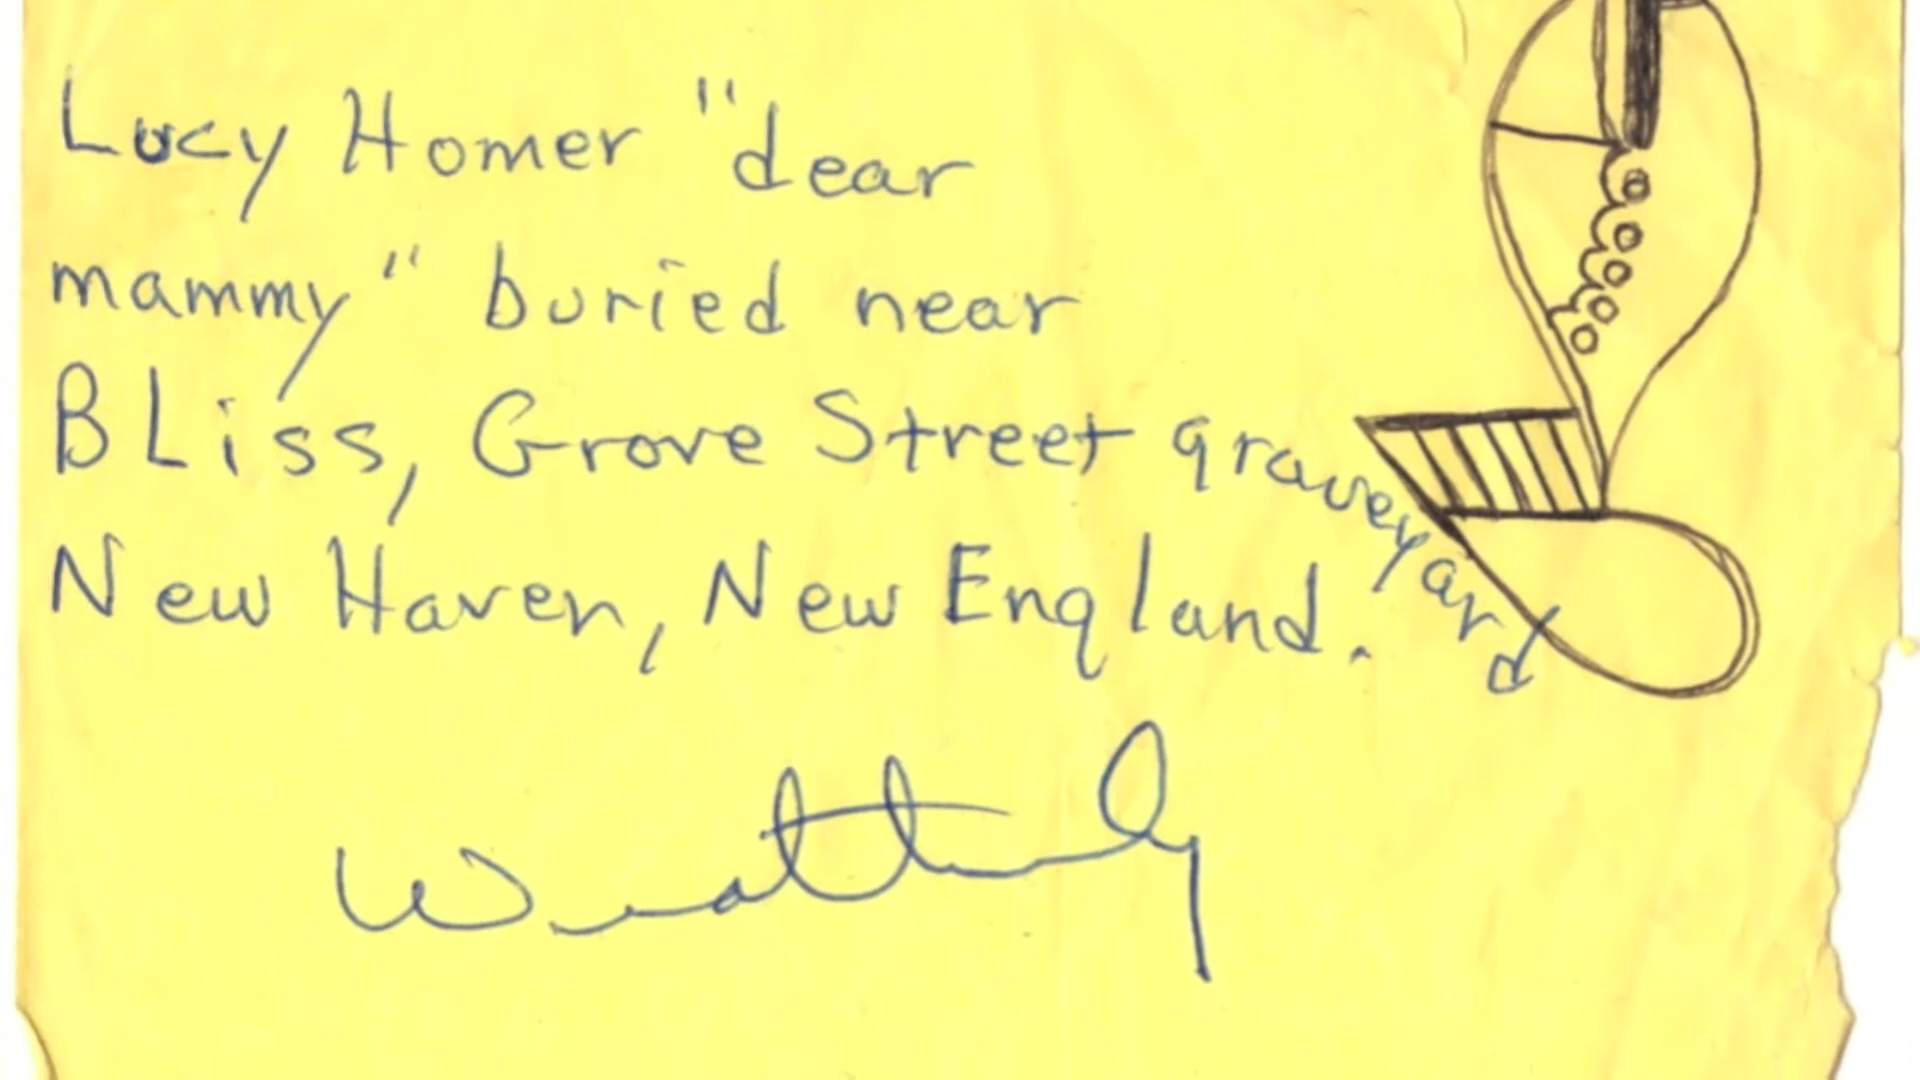 Lucy Homer "dear
mammy" buried near
BLiss, Grove Street graveyard
New Haven, New England.